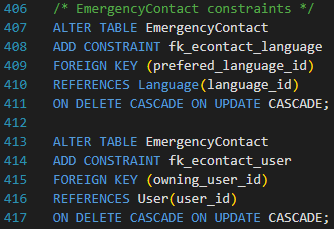 406 /* EmergencyContact constraints */
407 ALTER TABLE EmergencyContact
408 ADD CONSTRAINT fk_econtact_language
409 FOREIGN KEY (prefered_language_id)
410 REFERENCES Language(language_id)
411 ON DELETE CASCADE ON UPDATE CASCADE;
412
413 ALTER TABLE EmergencyContact
414 ADD CONSTRAINT fk_econtact_user
415 FOREIGN KEY (owning_user_id)
416 REFERENCES User(user_id)
417 ON DELETE CASCADE ON UPDATE CASCADE;